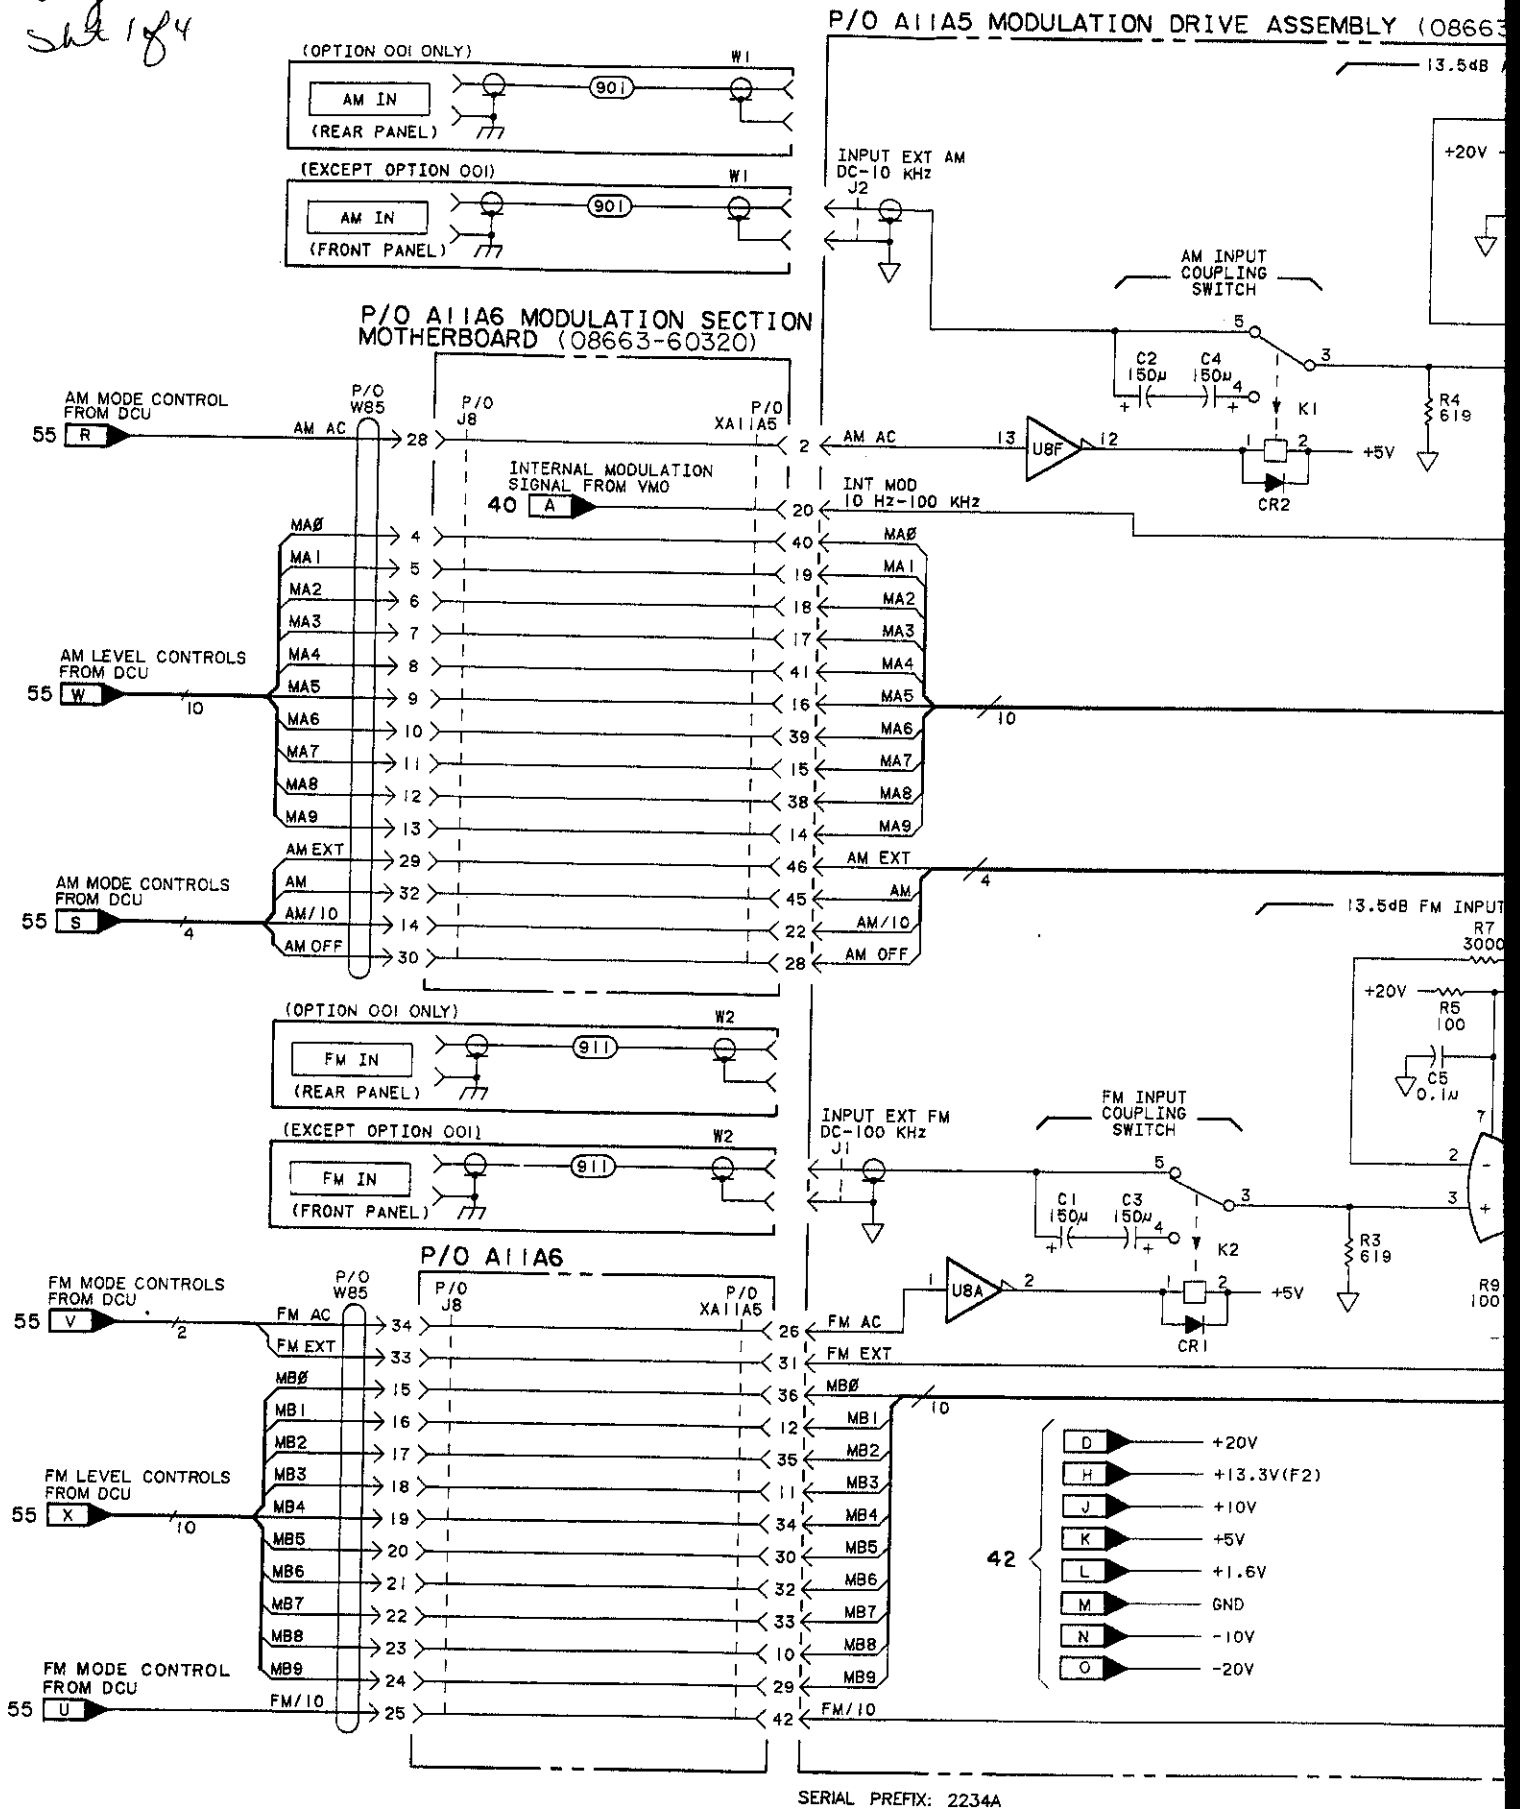 Sht 1 of 4
P/O A11A5 MODULATION DRIVE ASSEMBLY (08663
13.5dB
(OPTION 001 ONLY)
W1
AM IN
901
(REAR PANEL)
(EXCEPT OPTION 001)
W1
AM IN
901
(FRONT PANEL)
INPUT EXT AM
DC-10 KHz
J2
+20V
AM INPUT
COUPLING
SWITCH
5
3
C2
150µ
C4
150µ
4
+
+
K1
R4
619
P/O A11A6 MODULATION SECTION
MOTHERBOARD (08663-60320)
AM MODE CONTROL
FROM DCU
55 R
P/O
W85
P/O
J8
P/O
XA11A5
AM AC 28 2 AM AC
13 U8F 12
1 2 +5V
CR2
INTERNAL MODULATION
SIGNAL FROM VMO
40 A 20
INT MOD
10 Hz-100 KHz
MAØ 4 40 MAØ
MA1 5 19 MA1
MA2 6 18 MA2
MA3 7 17 MA3
MA4 8 41 MA4
AM LEVEL CONTROLS
FROM DCU
55 W 10
MA5 9 16 MA5
10
MA6 10 39 MA6
MA7 11 15 MA7
MA8 12 38 MA8
MA9 13 14 MA9
AM EXT 29 46 AM EXT
4
AM MODE CONTROLS
FROM DCU
55 S 4
AM 32 45 AM
AM/10 14 22 AM/10
AM OFF 30 28 AM OFF
13.5dB FM INPUT
R7
3000
+20V
R5
100
C5
0.1µ
7
2
-
3
+
(OPTION 001 ONLY)
W2
FM IN
911
(REAR PANEL)
(EXCEPT OPTION 001)
W2
FM IN
911
(FRONT PANEL)
INPUT EXT FM
DC-100 KHz
J1
FM INPUT
COUPLING
SWITCH
5
3
C1
150µ
C3
150µ
4
+
+
K2
R3
619
R9
100
P/O A11A6
FM MODE CONTROLS
FROM DCU
55 V 2
P/O
W85
P/O
J8
P/O
XA11A5
FM AC 34 26 FM AC
1 U8A 2
1 2 +5V
CR1
FM EXT 33 31 FM EXT
MBØ 15 36 MBØ
10
MB1 16 12 MB1
MB2 17 35 MB2
MB3 18 11 MB3
FM LEVEL CONTROLS
FROM DCU
55 X 10
MB4 19 34 MB4
MB5 20 30 MB5
MB6 21 32 MB6
MB7 22 33 MB7
MB8 23 10 MB8
MB9 24 29 MB9
FM MODE CONTROL
FROM DCU
55 U
FM/10 25 42 FM/10
42
D +20V
H +13.3V(F2)
J +10V
K +5V
L +1.6V
M GND
N -10V
O -20V
SERIAL PREFIX: 2234A